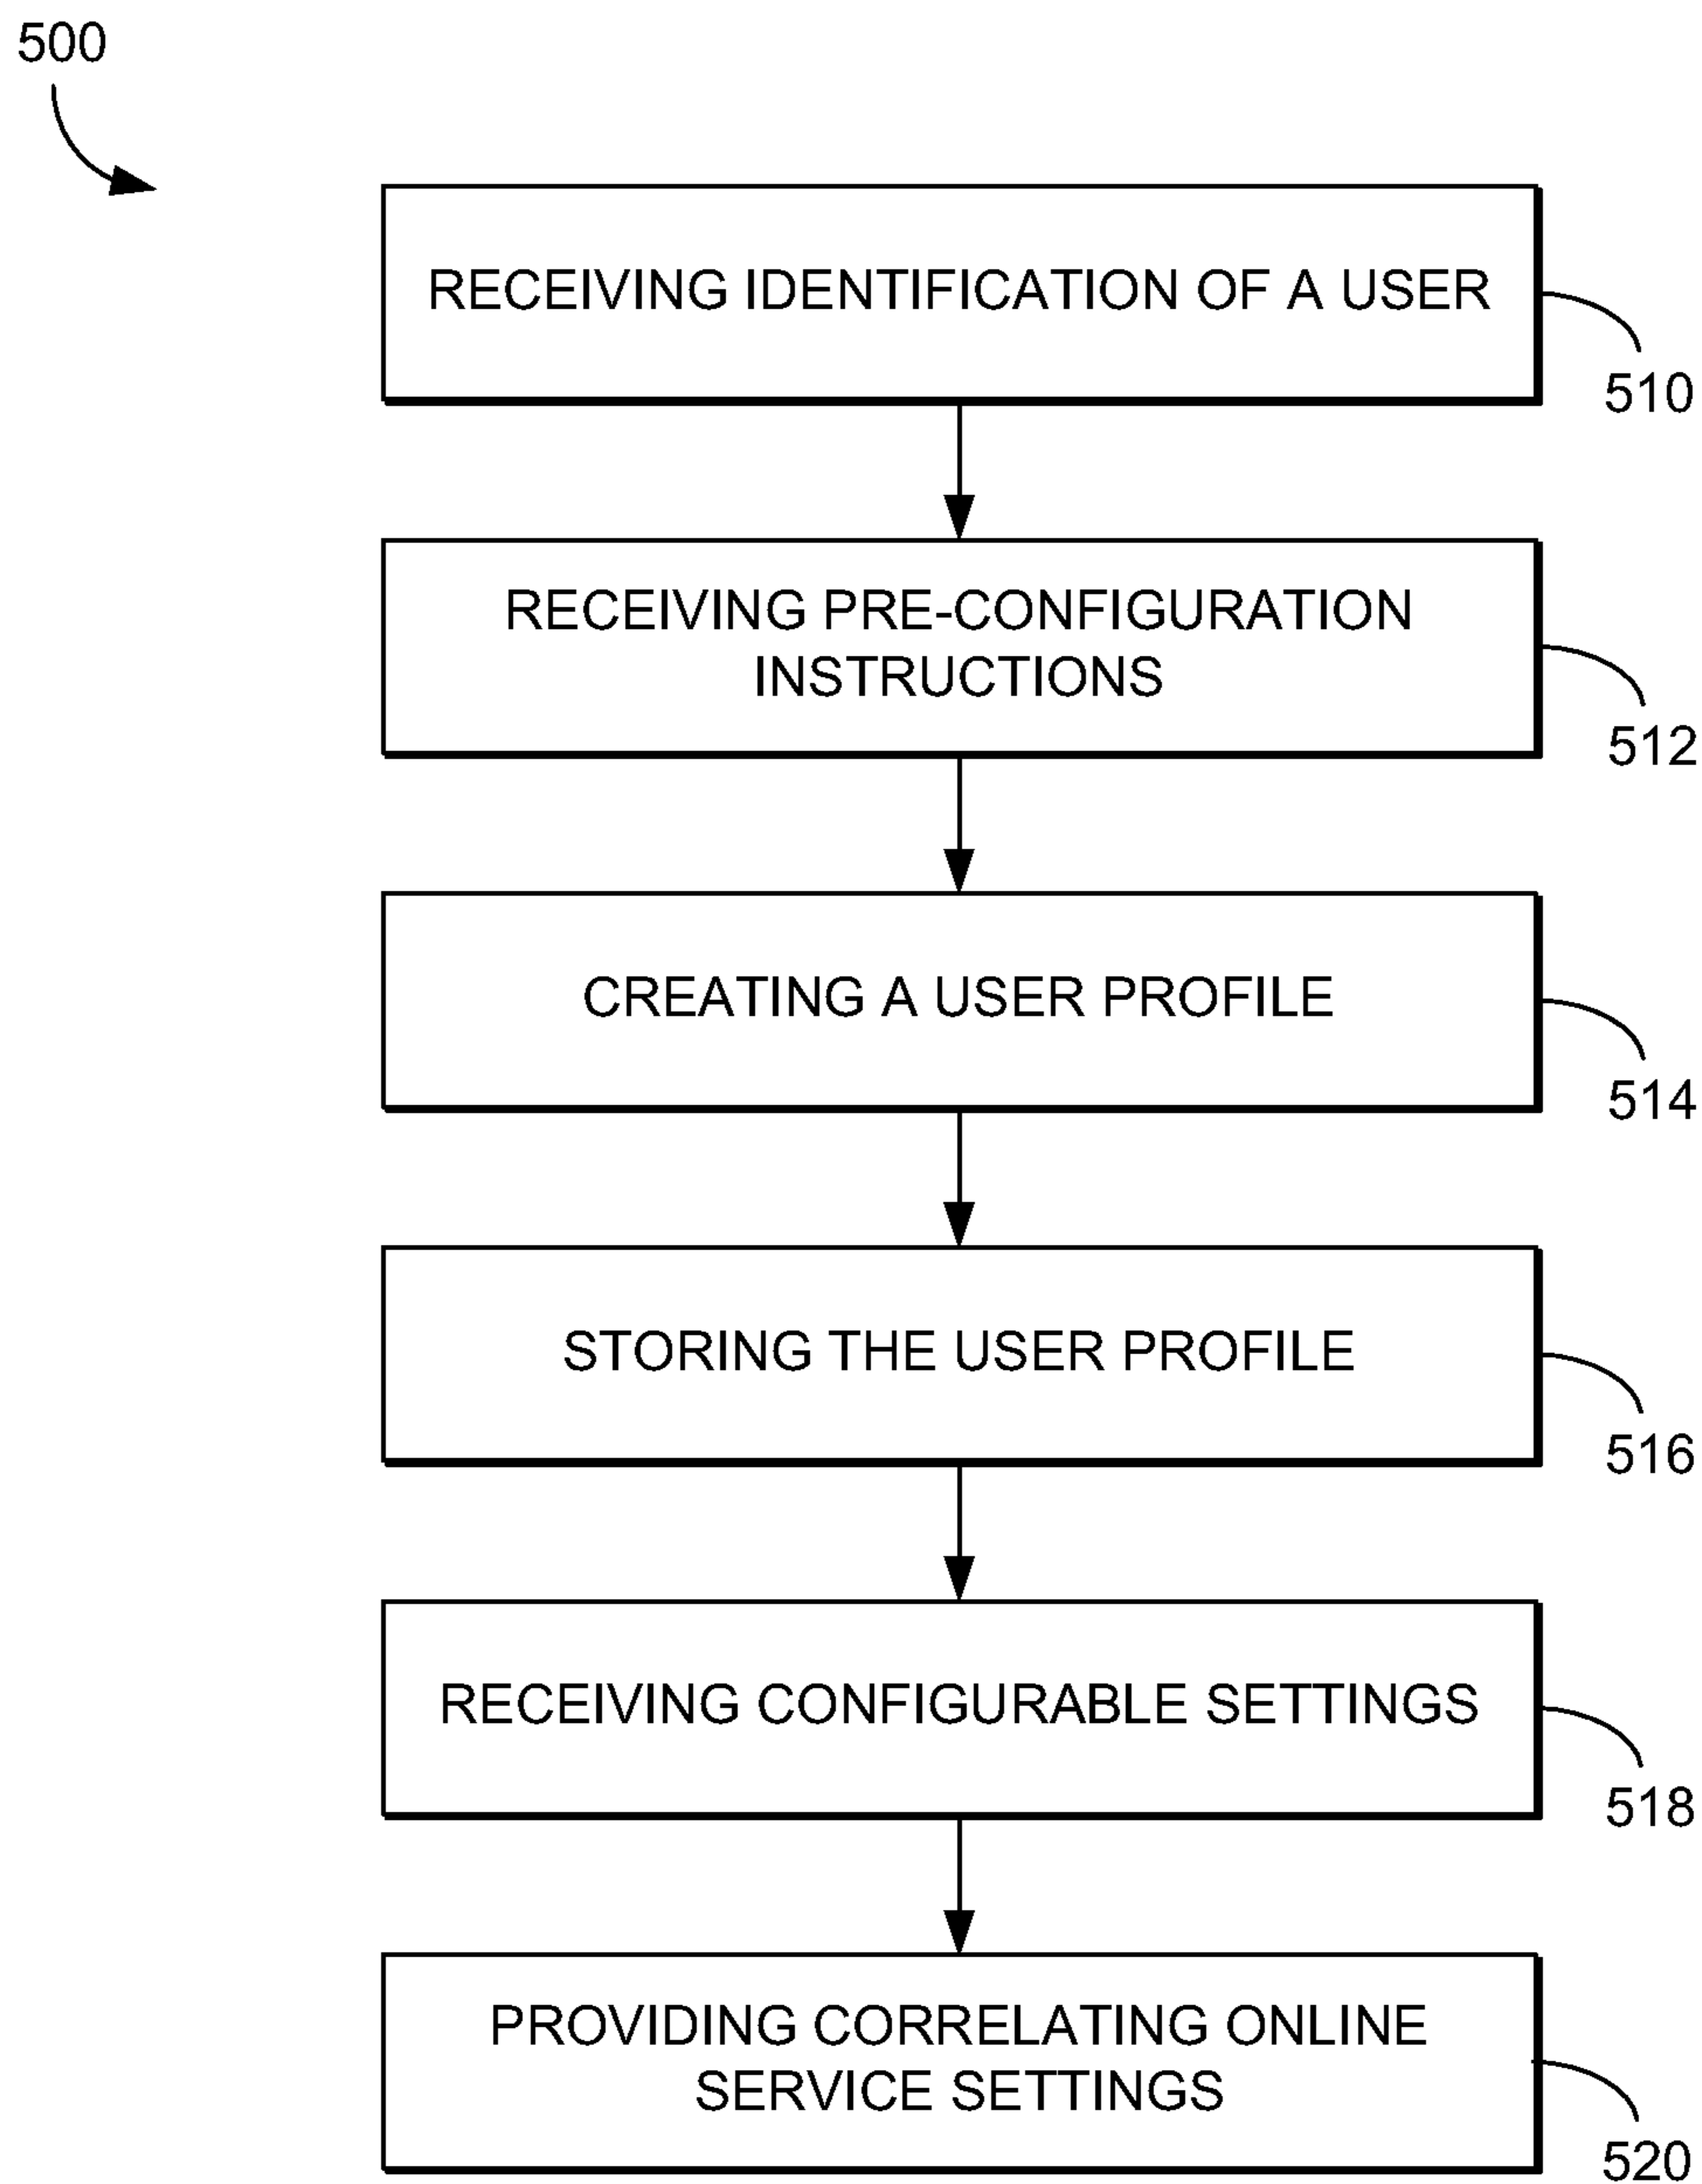 500
RECEIVING IDENTIFICATION OF A USER
510
RECEIVING PRE-CONFIGURATION
INSTRUCTIONS
512
CREATING A USER PROFILE
514
STORING THE USER PROFILE
516
RECEIVING CONFIGURABLE SETTINGS
518
PROVIDING CORRELATING ONLINE
SERVICE SETTINGS
520